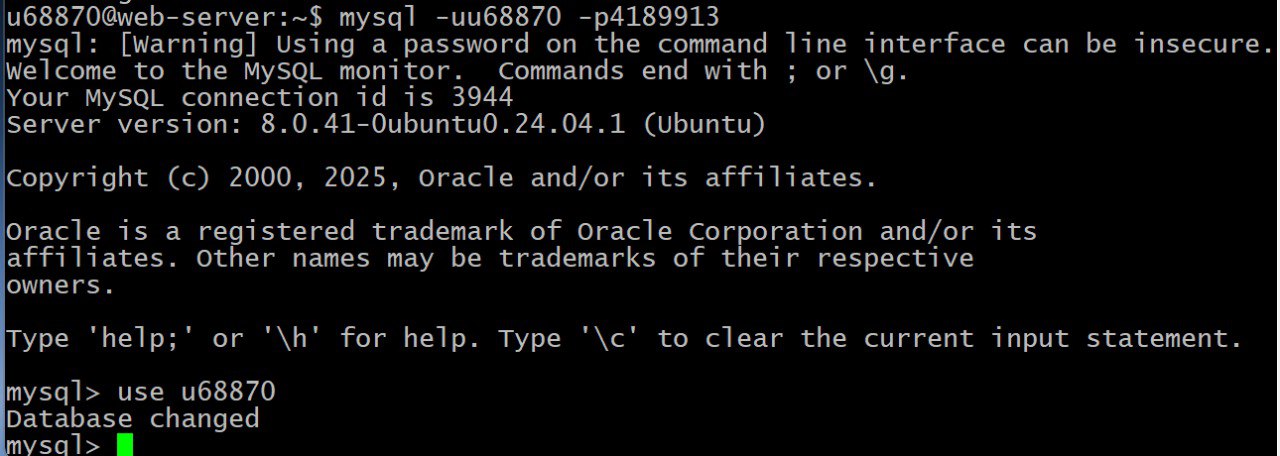 u68870@web-server:~$ mysql -uu68870 -p4189913
mysql: [Warning] Using a password on the command line interface can be insecure.
Welcome to the MySQL monitor.  Commands end with ; or \g.
Your MySQL connection id is 3944
Server version: 8.0.41-0ubuntu0.24.04.1 (Ubuntu)

Copyright (c) 2000, 2025, Oracle and/or its affiliates.

Oracle is a registered trademark of Oracle Corporation and/or its
affiliates. Other names may be trademarks of their respective
owners.

Type 'help;' or '\h' for help. Type '\c' to clear the current input statement.

mysql> use u68870
Database changed
mysql>